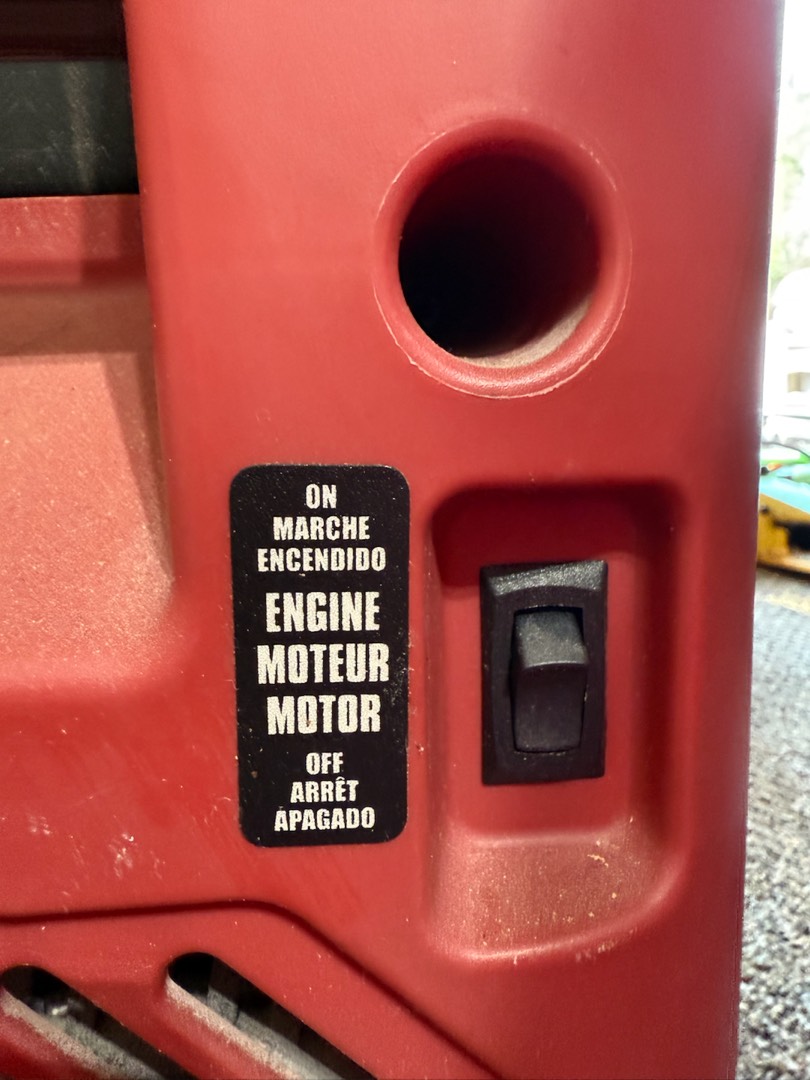 ON
MARCHE
ENCENDIDO
ENGINE
MOTEUR
MOTOR
OFF
ARRÊT
APAGADO